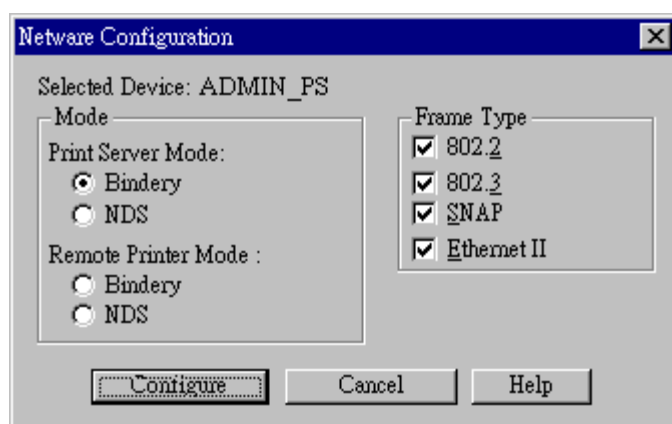 Netware Configuration
Selected Device: ADMIN_PS
Mode
Print Server Mode:
Bindery
NDS
Remote Printer Mode :
Bindery
NDS
Frame Type
802.2
802.3
SNAP
Ethernet II
Configure
Cancel
Help